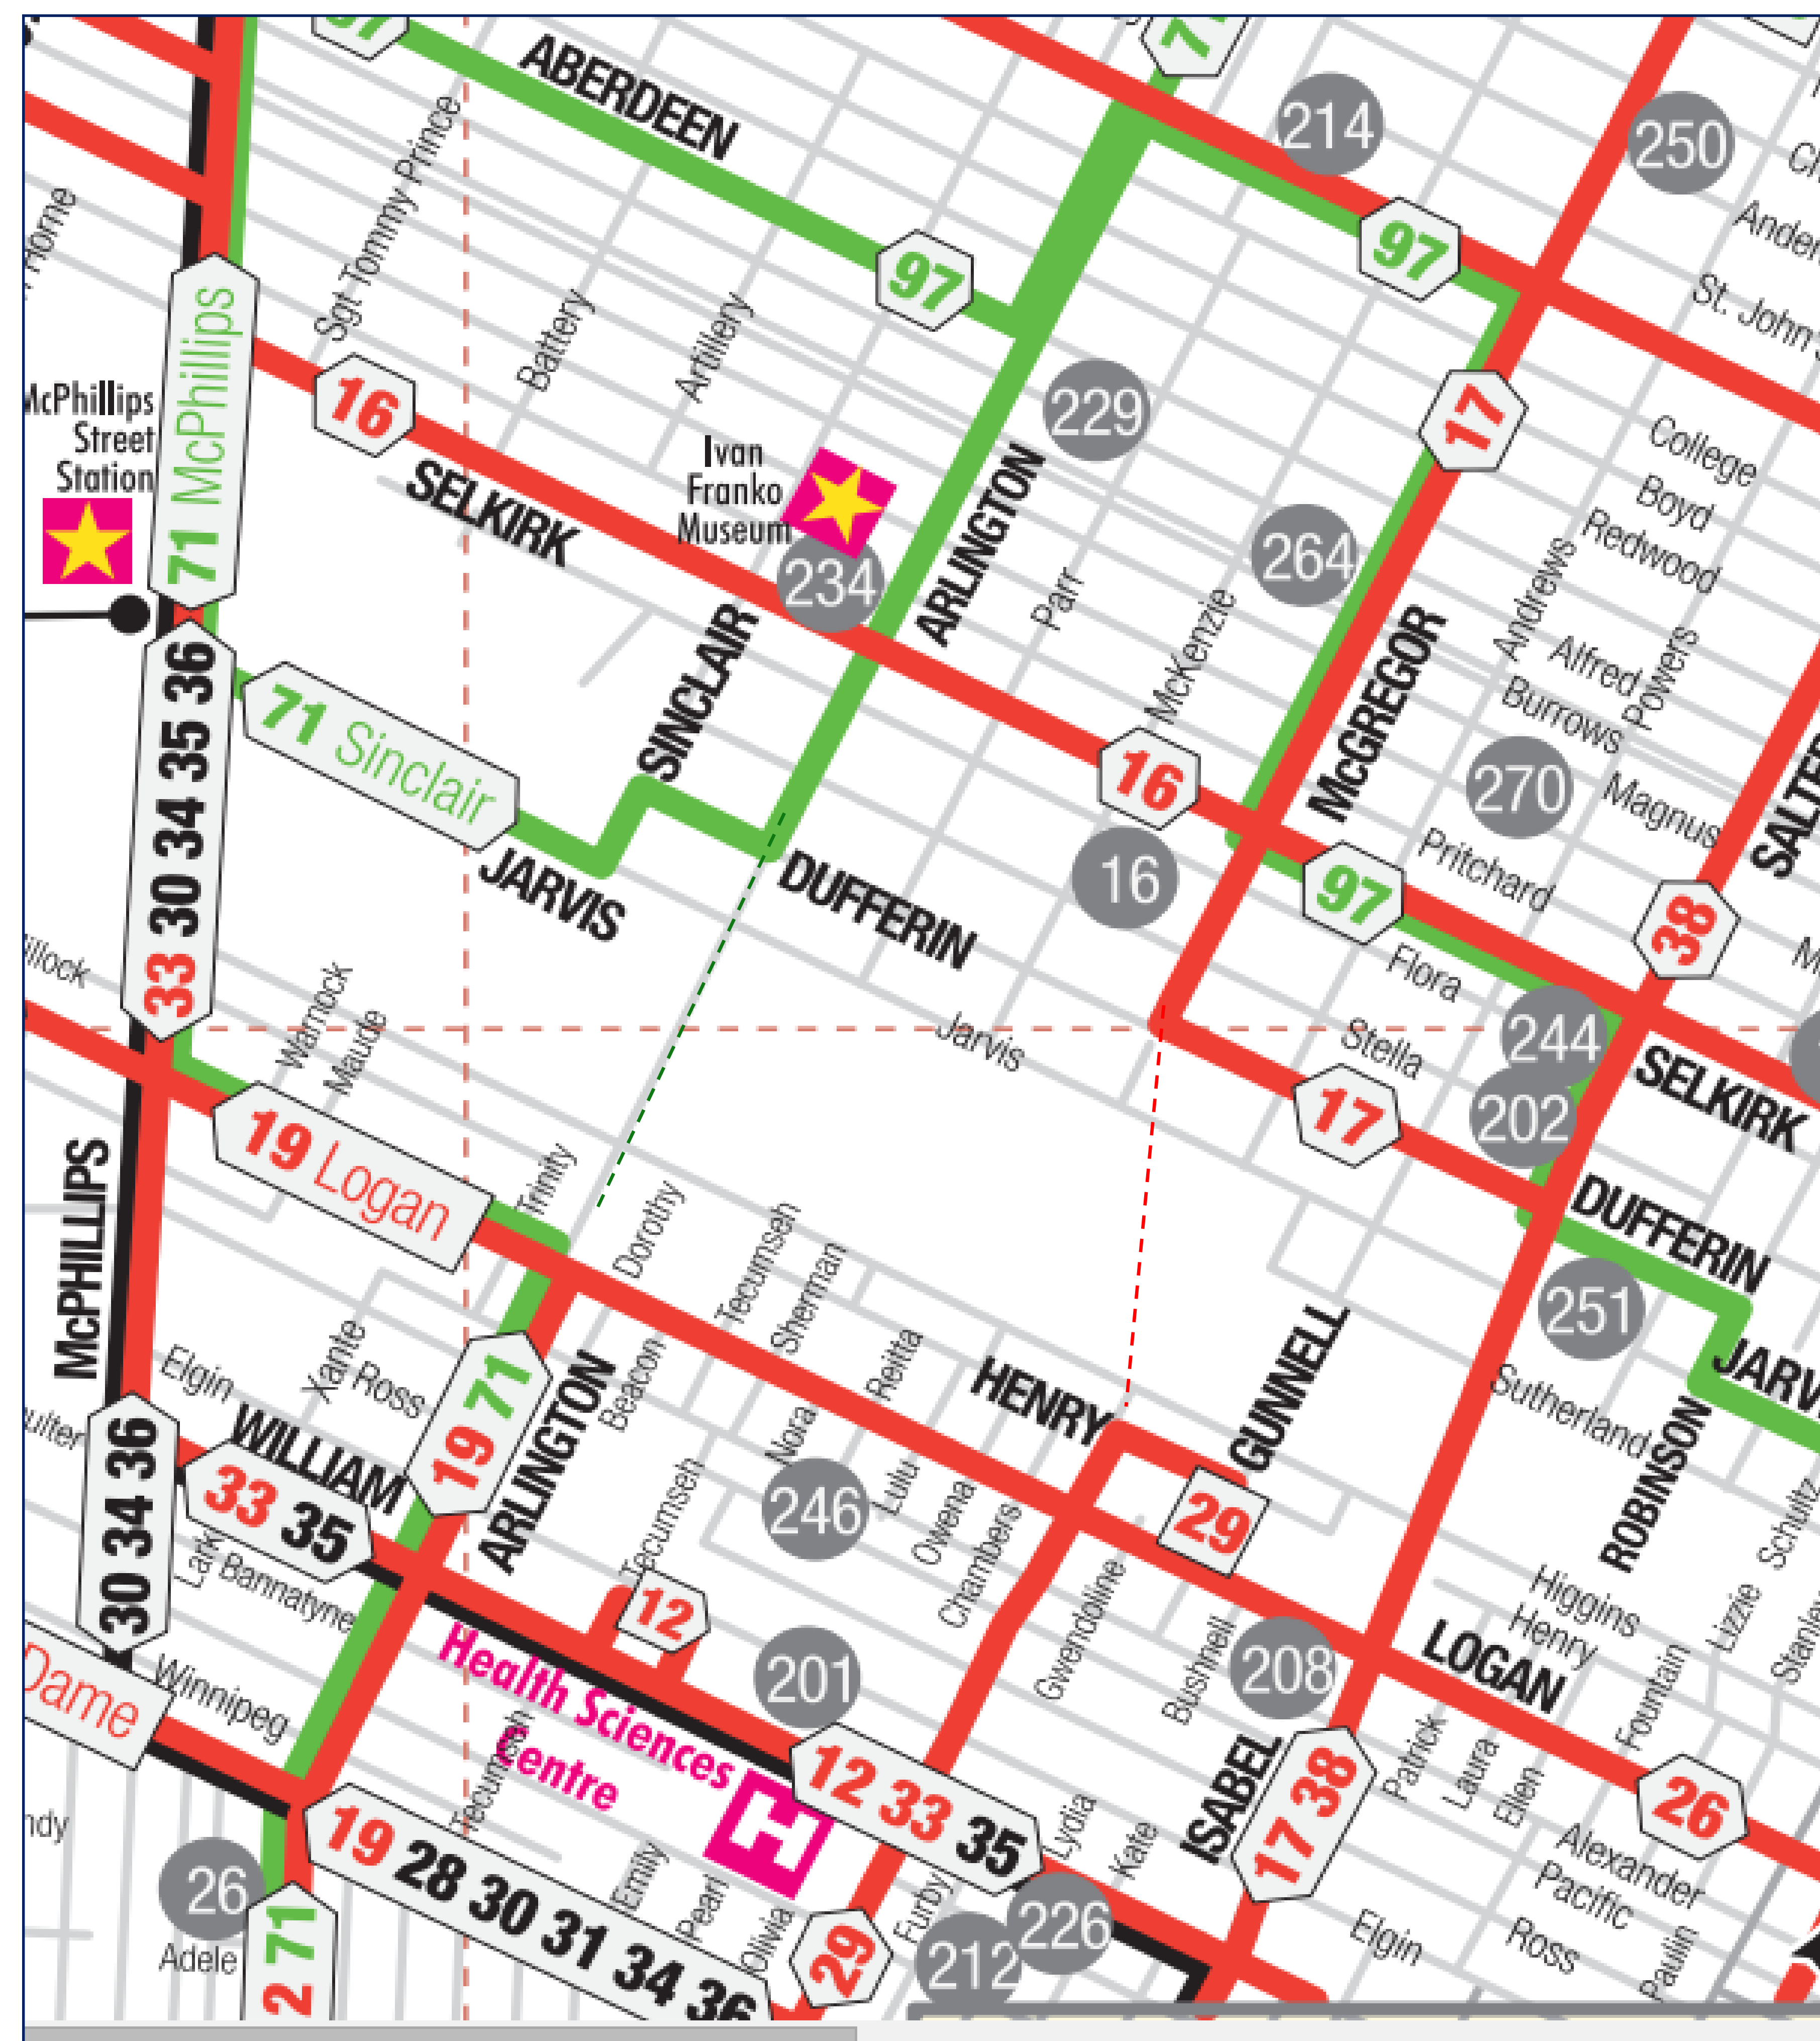 ABERDEEN
214
250
97
97
St. John's
Sgt Tommy Prince
Battery
Artillery
71 McPhillips
McPhillips
Street
Station
16
SELKIRK
Ivan
Franko
Museum
234
229
ARLINGTON
17
College
Boyd
Redwood
264
Parr
McKenzie
Andrews
Alfred
Powers
Burrows
McGREGOR
270
Magnus
Pritchard
33 30 34 35 36
71 Sinclair
SINCLAIR
JARVIS
DUFFERIN
16
16
97
38
Flora
244
Stella
202
SELKIRK
17
Jarvis
Warnock
Maude
19 Logan
McPHILLIPS
Trinity
Dorothy
Tecumseh
Sherman
Reitta
HENRY
GUNNELL
DUFFERIN
251
Sutherland
ROBINSON
Elgin
Xante
Ross
19 71
ARLINGTON
Beacon
WILLIAM
30 34 36
33 35
Lark
Bannatyne
Tecumseh
12
Nora
246
Lulu
Owena
Chambers
29
Gwendoline
Bushnell
208
201
Higgins
Henry
LOGAN
Lizzie
Fountain
Dame
Winnipeg
Health Sciences
Centre
Tecumseh
H
12 33 35
Lydia
Kate
ISABEL
17 38
Patrick
Laura
Ellen
26
Alexander
Pacific
Ross
Paulin
Elgin
26
Adele
2 71
19 28 30 31 34 36
Emily
Pearl
Olivia
29
Furby
212
226